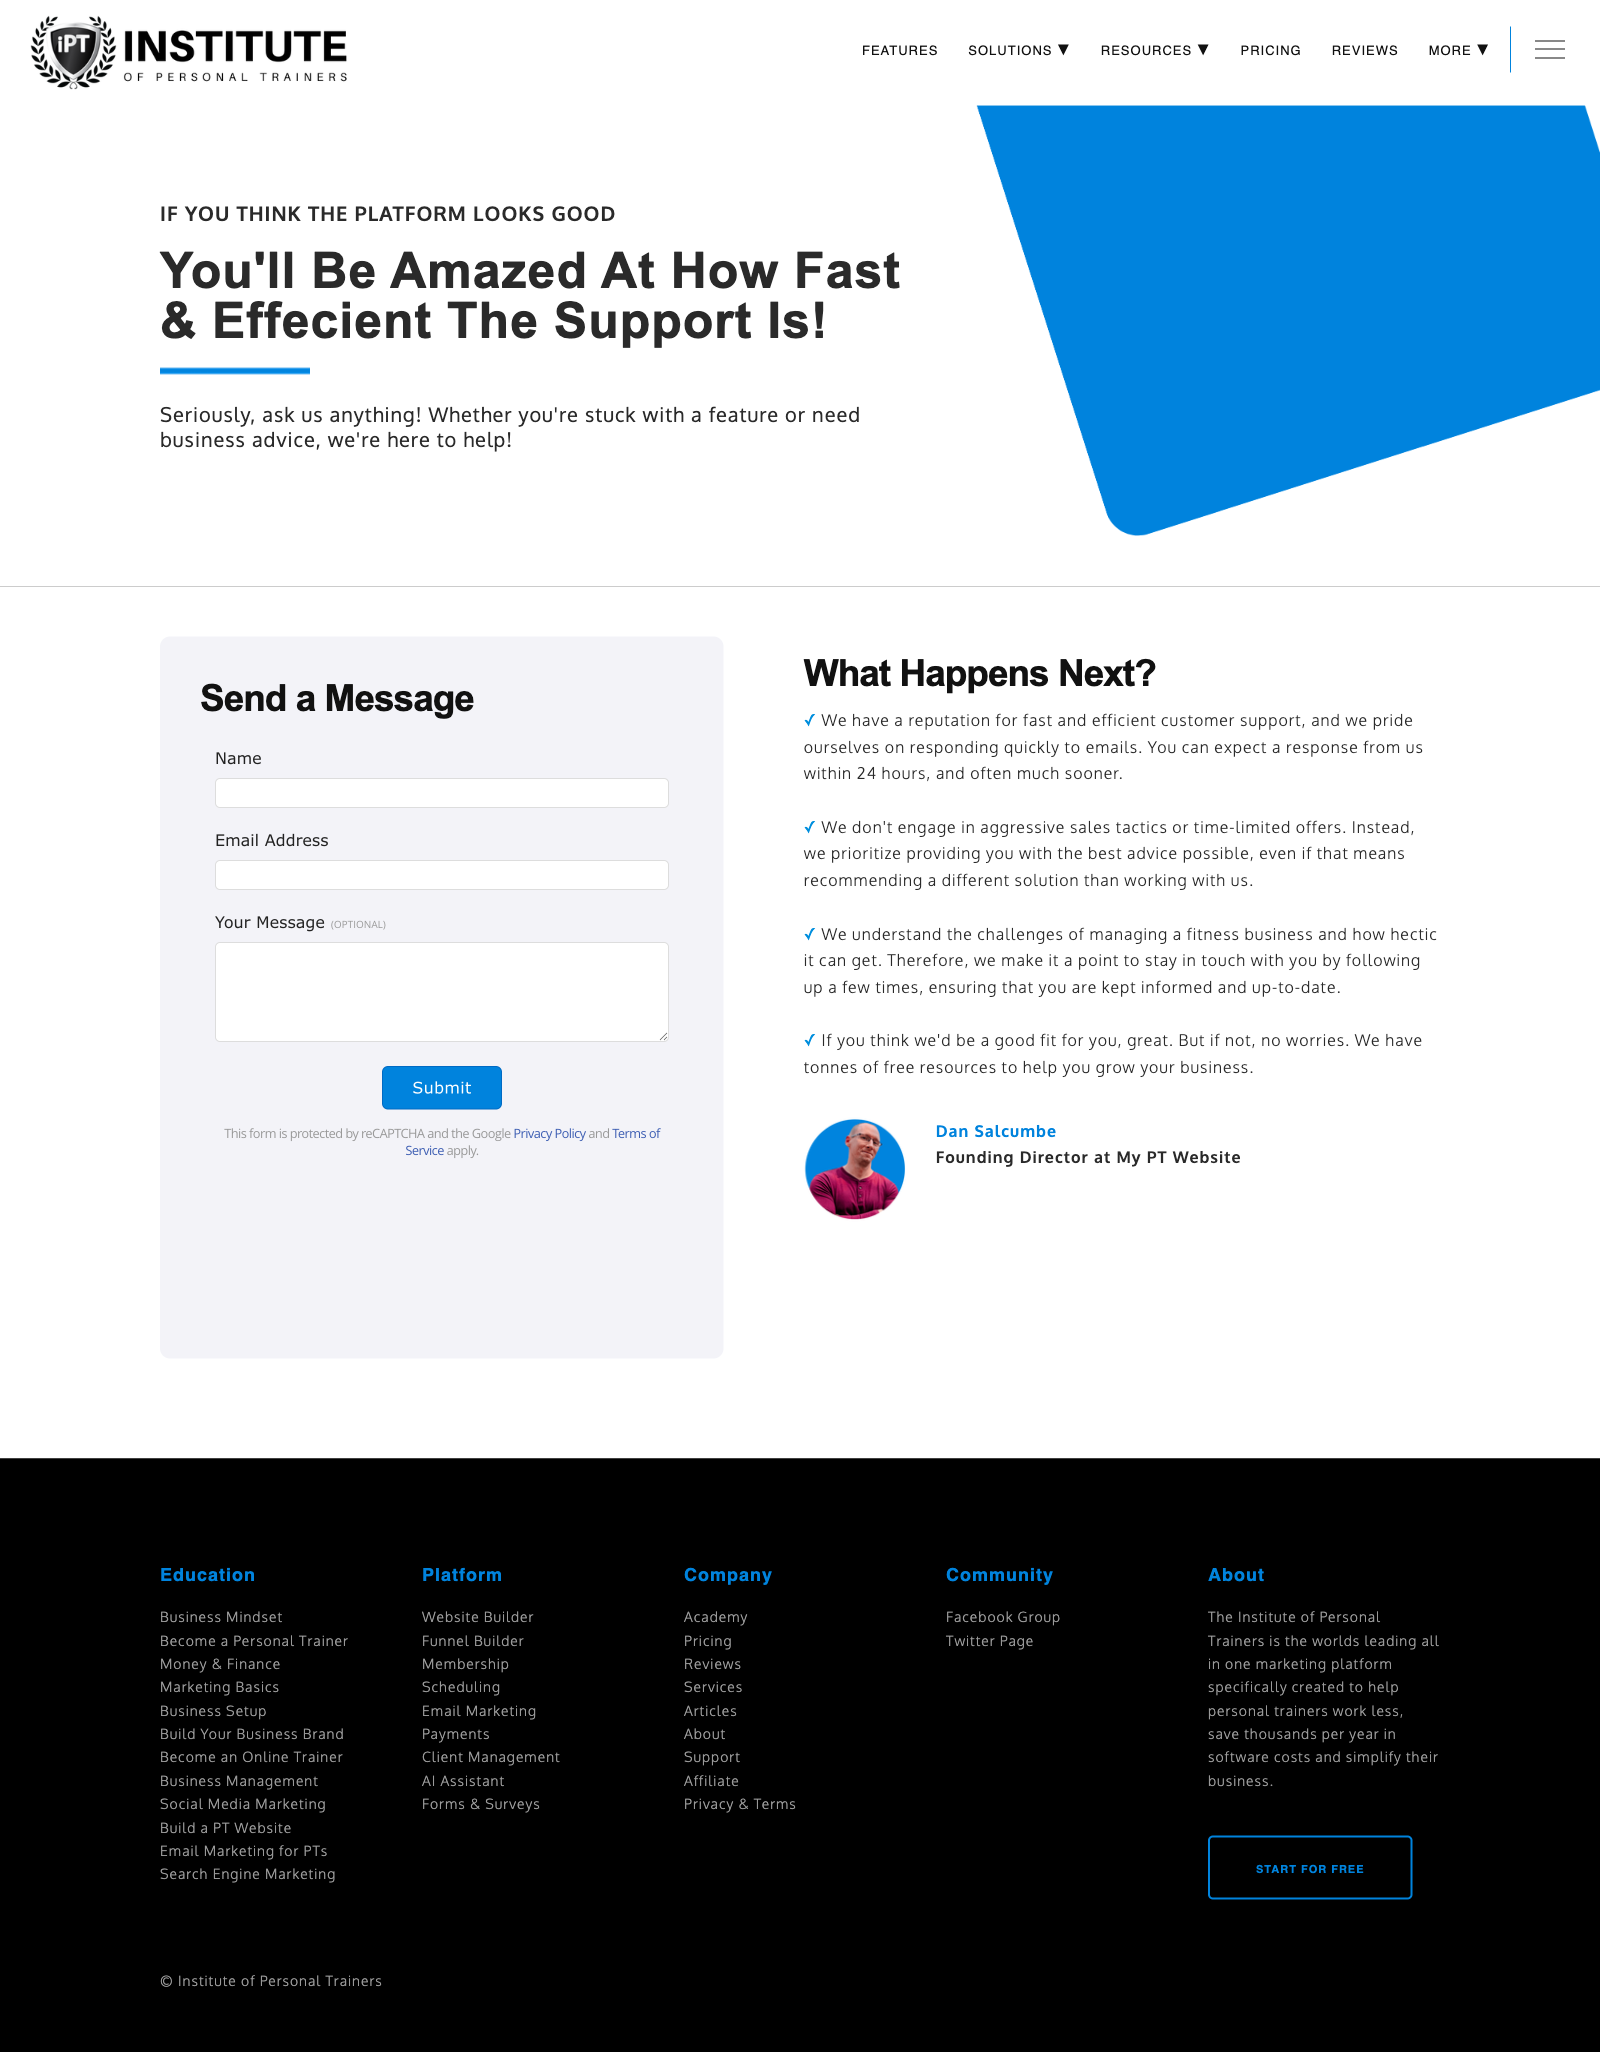 iPT INSTITUTE
OF PERSONAL TRAINERS
FEATURES SOLUTIONS ▼ RESOURCES ▼ PRICING REVIEWS MORE ▼
IF YOU THINK THE PLATFORM LOOKS GOOD
You'll Be Amazed At How Fast
& Effecient The Support Is!
Seriously, ask us anything! Whether you're stuck with a feature or need
business advice, we're here to help!
Send a Message
Name
Email Address
Your Message (OPTIONAL)
Submit
This form is protected by reCAPTCHA and the Google Privacy Policy and Terms of
Service apply.
What Happens Next?
✓ We have a reputation for fast and efficient customer support, and we pride
ourselves on responding quickly to emails. You can expect a response from us
within 24 hours, and often much sooner.
✓ We don't engage in aggressive sales tactics or time-limited offers. Instead,
we prioritize providing you with the best advice possible, even if that means
recommending a different solution than working with us.
✓ We understand the challenges of managing a fitness business and how hectic
it can get. Therefore, we make it a point to stay in touch with you by following
up a few times, ensuring that you are kept informed and up-to-date.
✓ If you think we'd be a good fit for you, great. But if not, no worries. We have
tonnes of free resources to help you grow your business.
Dan Salcumbe
Founding Director at My PT Website
Education
Business Mindset
Become a Personal Trainer
Money & Finance
Marketing Basics
Business Setup
Build Your Business Brand
Become an Online Trainer
Business Management
Social Media Marketing
Build a PT Website
Email Marketing for PTs
Search Engine Marketing
Platform
Website Builder
Funnel Builder
Membership
Scheduling
Email Marketing
Payments
Client Management
AI Assistant
Forms & Surveys
Company
Academy
Pricing
Reviews
Services
Articles
About
Support
Affiliate
Privacy & Terms
Community
Facebook Group
Twitter Page
About
The Institute of Personal
Trainers is the worlds leading all
in one marketing platform
specifically created to help
personal trainers work less,
save thousands per year in
software costs and simplify their
business.
START FOR FREE
© Institute of Personal Trainers